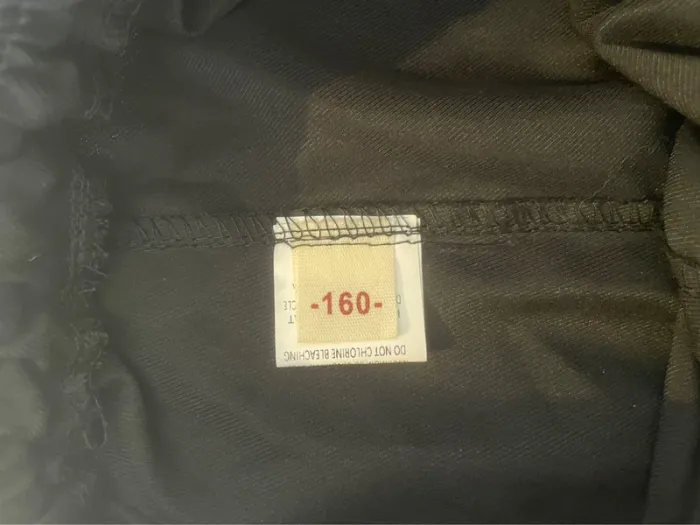 -160-
DO NOT CHLORINE BLEACHING